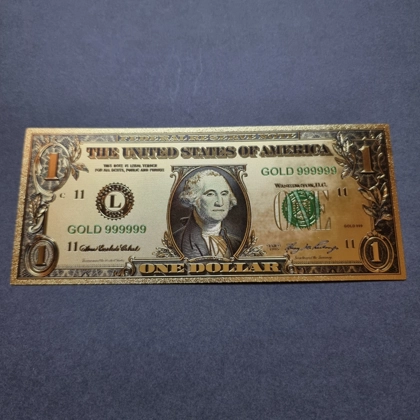 THE UNITED STATES OF AMERICA
1 1
THIS NOTE IS LEGAL TENDER
FOR ALL DEBTS, PUBLIC AND PRIVATE
GOLD 999999
C 11
L
WASHINGTON, D.C.
11
GOLD 999999
11
11
1 ONE DOLLAR 1